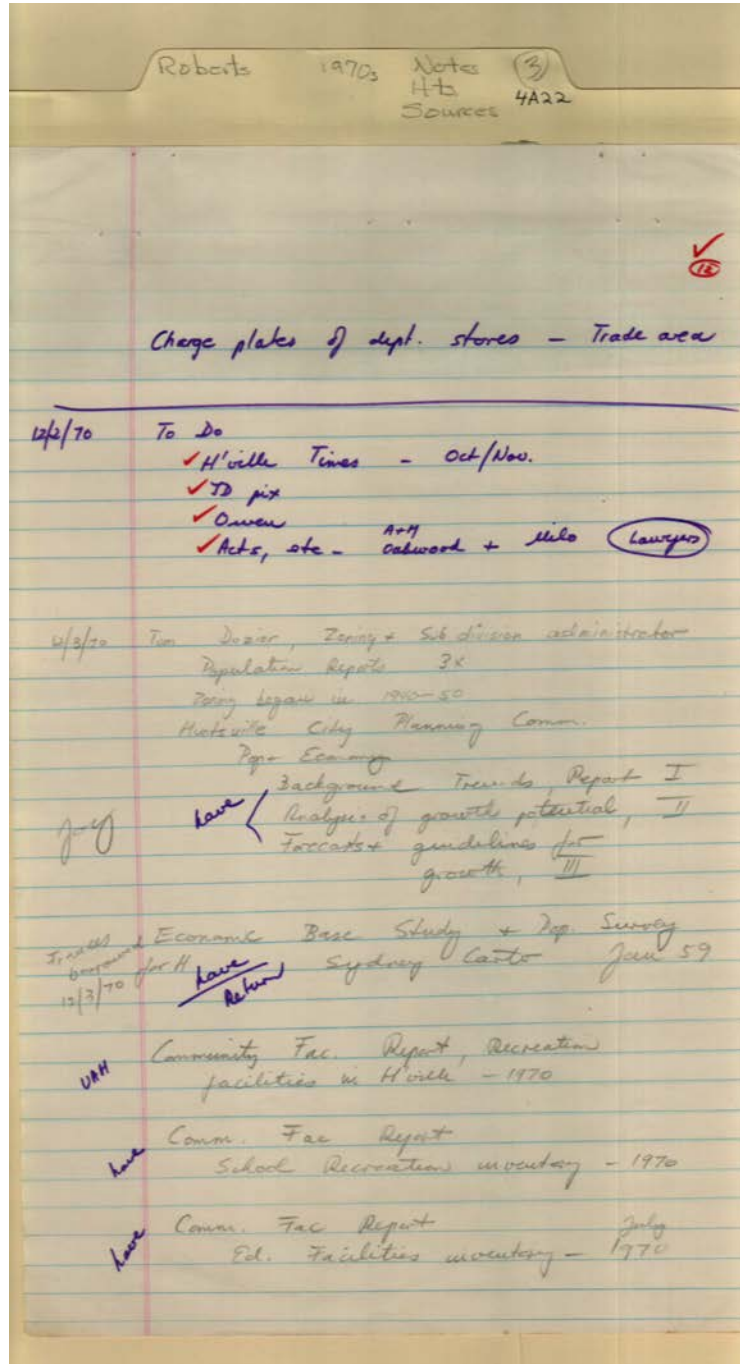 Roberts 1970s Notes 3
Hts
Sources 4A22
✓
12
Charge plates of dept. stores – Trade area
12/2/70 To Do
✓ H'ville Times – Oct/Nov.
✓ TD pix
✓ Owen
A+M
✓ Acts, etc – Oakwood + Milo Lawyers
12/3/70 Tom Dozier, Zoning + Subdivision administrator
Population Reports 3x
Zoning began in 1940–50
Huntsville City Planning Comm.
Pop + Economy
have Background Trends, Report I
Analysis of growth potential, II
Forecasts + guidelines for
growth, III
Economic Base Study + Pop. Survey
borrowed for H have Sydney Carto Jan 59
12/3/70 Return
Community Fac. Report, Recreation
UAH facilities in H'ville – 1970
Comm. Fac Report
have School Recreation inventory – 1970
Comm. Fac Report July
have Ed. Facilities inventory – 1970